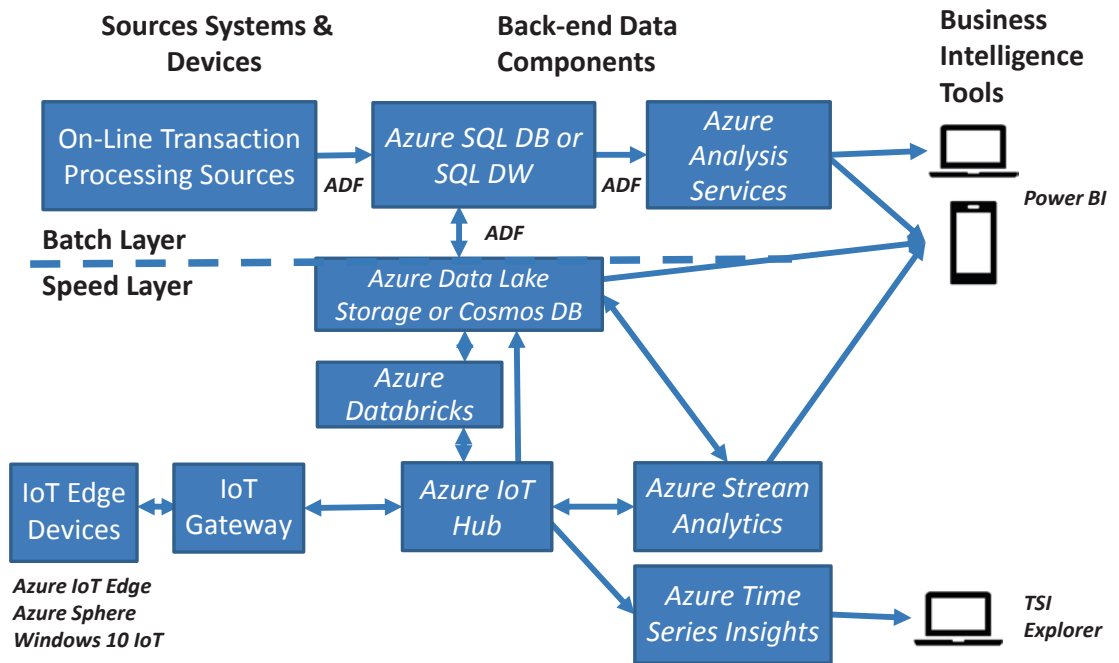 Sources Systems &
Devices
Back-end Data
Components
Business
Intelligence
Tools
On-Line Transaction
Processing Sources
ADF
Azure SQL DB or
SQL DW
ADF
Azure
Analysis
Services
Power BI
Batch Layer
ADF
Speed Layer
Azure Data Lake
Storage or Cosmos DB
Azure
Databricks
IoT Edge
Devices
IoT
Gateway
Azure IoT
Hub
Azure Stream
Analytics
Azure IoT Edge
Azure Sphere
Windows 10 IoT
Azure Time
Series Insights
TSI
Explorer